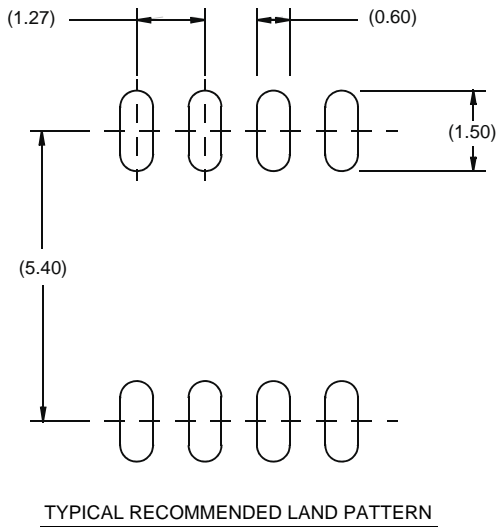 (1.27)
(0.60)
(1.50)
(5.40)
TYPICAL RECOMMENDED LAND PATTERN